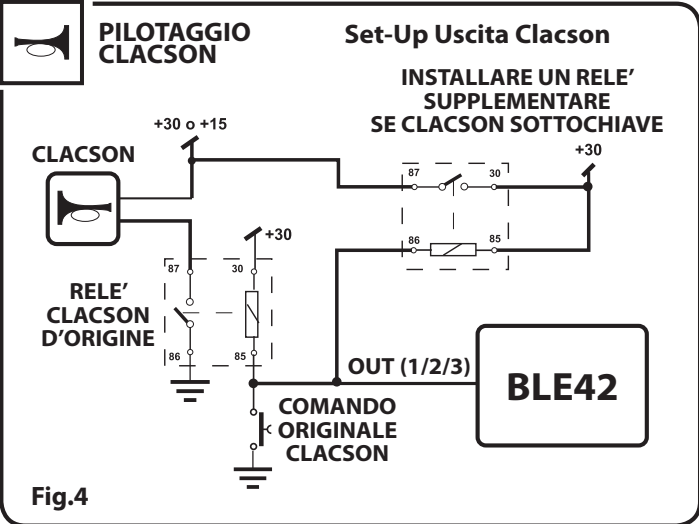 PILOTAGGIO
CLACSON
Set-Up Uscita Clacson
INSTALLARE UN RELE’
SUPPLEMENTARE
SE CLACSON SOTTOCHIAVE
+30 o +15
+30
CLACSON
87
30
86
85
+30
87
30
RELE’
CLACSON
D’ORIGINE
86
85
OUT (1/2/3)
BLE42
COMANDO
ORIGINALE
CLACSON
Fig.4